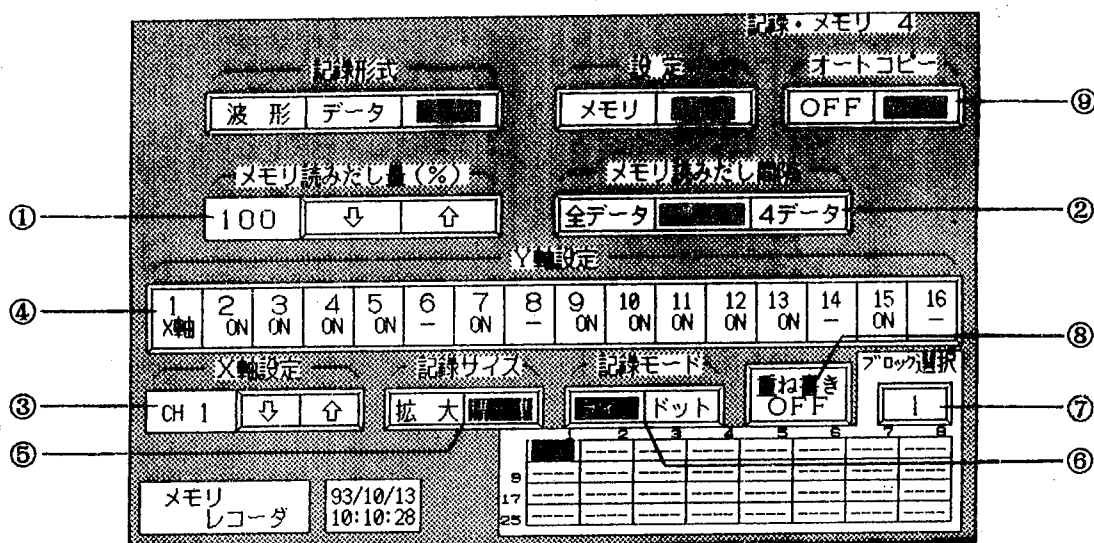 記録・メモリ 4
記録形式
設定
オートコピー
波 形 データ
メモリ
OFF
⑨
メモリ読みだし量(%)
メモリ読みだし間隔
① 100 ⇩ ⇧
全データ 4データ ②
Y軸設定
④ 1 X軸 2 ON 3 ON 4 ON 5 ON 6 − 7 ON 8 − 9 ON 10 ON 11 ON 12 ON 13 ON 14 − 15 ON 16 −
⑧
X軸設定
記録サイズ
記録モード
重ね書き OFF
ブロック選択
③ CH 1 ⇩ ⇧
拡 大
ドット
1 ⑦
⑤
⑥
1 2 3 4 5 6 7 8
9
17
25
メモリ
レコーダ
93/10/13
10:10:28